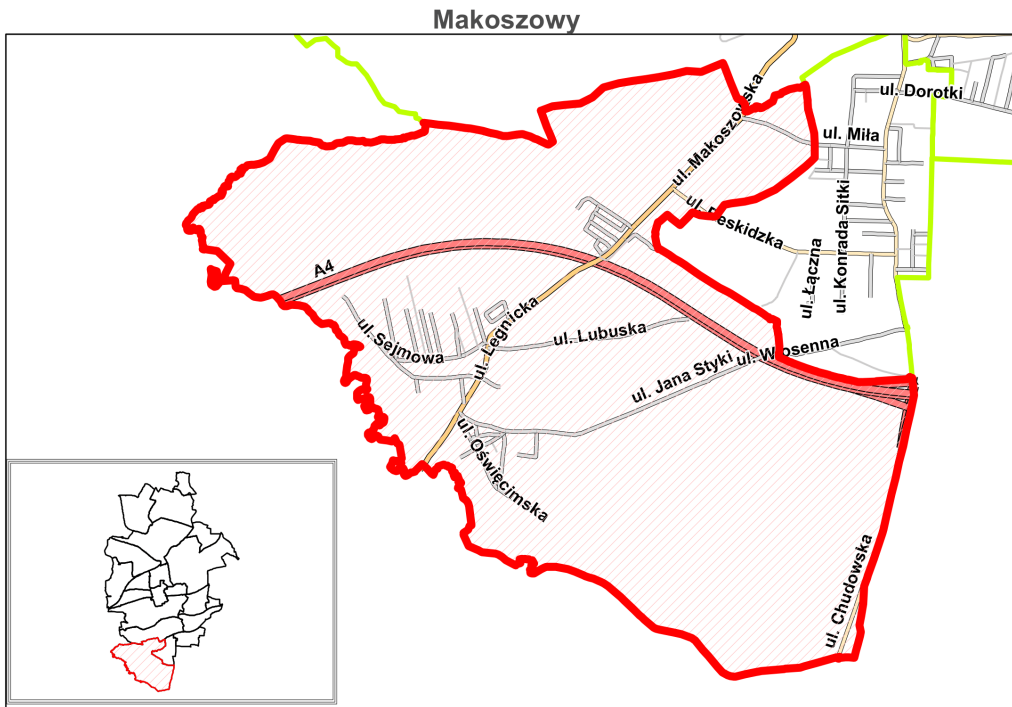 Makoszowy
ul. Dorotki
ul. Makoszowska
ul. Miła
ul. Beskidzka
ul. Łączna
ul. Konrada Sitki
A4
ul. Sejmowa
ul. Legnicka
ul. Lubuska
ul. Jana Styki
ul. Wiosenna
ul. Oświęcimska
ul. Chudowska